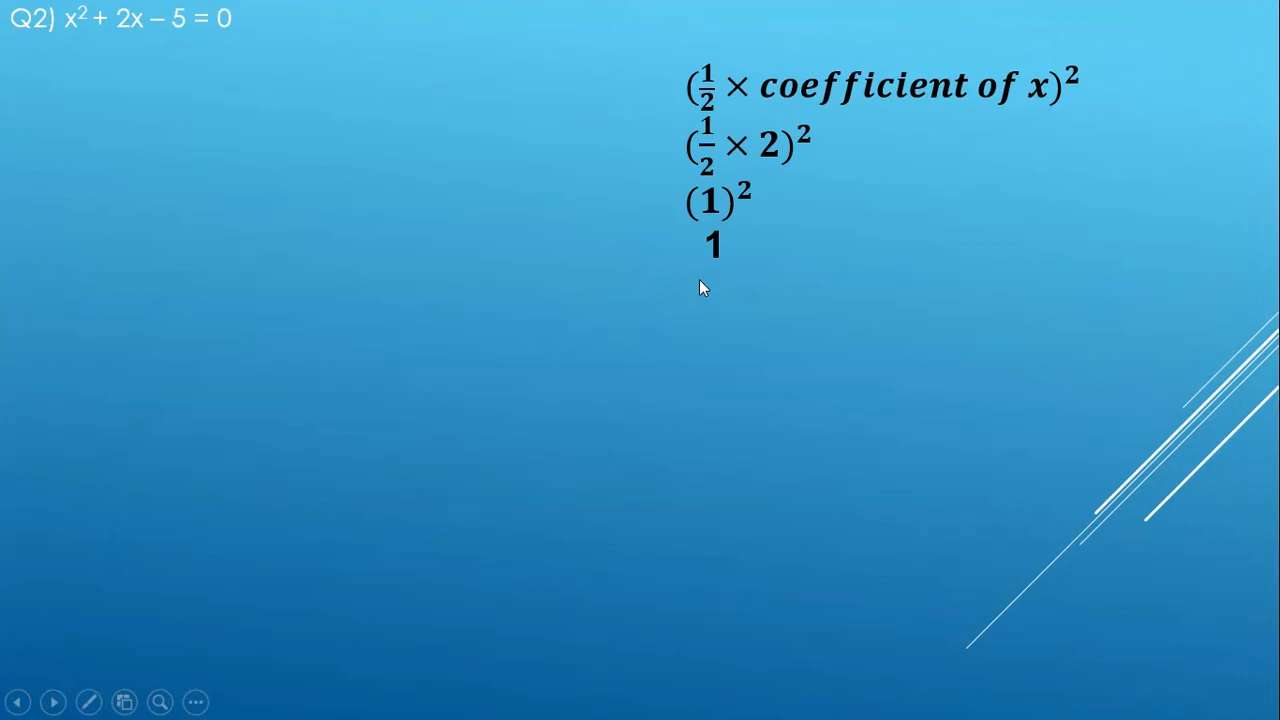 Q2) x² + 2x – 5 = 0
(1/2 × coefficient of x)²
(1/2 × 2)²
(1)²
1